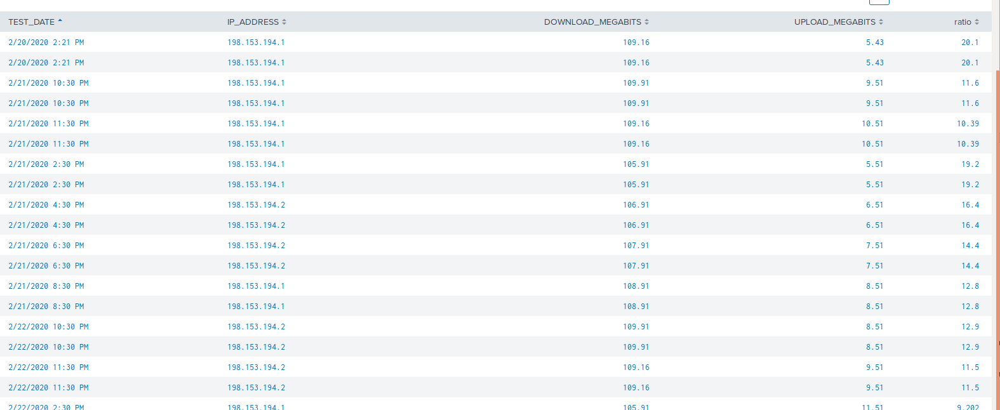 TEST_DATE IP_ADDRESS DOWNLOAD_MEGABITS UPLOAD_MEGABITS ratio
2/20/2020 2:21 PM 198.153.194.1 109.16 5.43 20.1
2/20/2020 2:21 PM 198.153.194.1 109.16 5.43 20.1
2/21/2020 10:30 PM 198.153.194.1 109.91 9.51 11.6
2/21/2020 10:30 PM 198.153.194.1 109.91 9.51 11.6
2/21/2020 11:30 PM 198.153.194.1 109.16 10.51 10.39
2/21/2020 11:30 PM 198.153.194.1 109.16 10.51 10.39
2/21/2020 2:30 PM 198.153.194.1 105.91 5.51 19.2
2/21/2020 2:30 PM 198.153.194.1 105.91 5.51 19.2
2/21/2020 4:30 PM 198.153.194.2 106.91 6.51 16.4
2/21/2020 4:30 PM 198.153.194.2 106.91 6.51 16.4
2/21/2020 6:30 PM 198.153.194.2 107.91 7.51 14.4
2/21/2020 6:30 PM 198.153.194.2 107.91 7.51 14.4
2/21/2020 8:30 PM 198.153.194.1 108.91 8.51 12.8
2/21/2020 8:30 PM 198.153.194.1 108.91 8.51 12.8
2/22/2020 10:30 PM 198.153.194.2 109.91 8.51 12.9
2/22/2020 10:30 PM 198.153.194.2 109.91 8.51 12.9
2/22/2020 11:30 PM 198.153.194.2 109.16 9.51 11.5
2/22/2020 11:30 PM 198.153.194.2 109.16 9.51 11.5
2/22/2020 2:30 PM 198.153.194.1 105.91 11.51 9.202